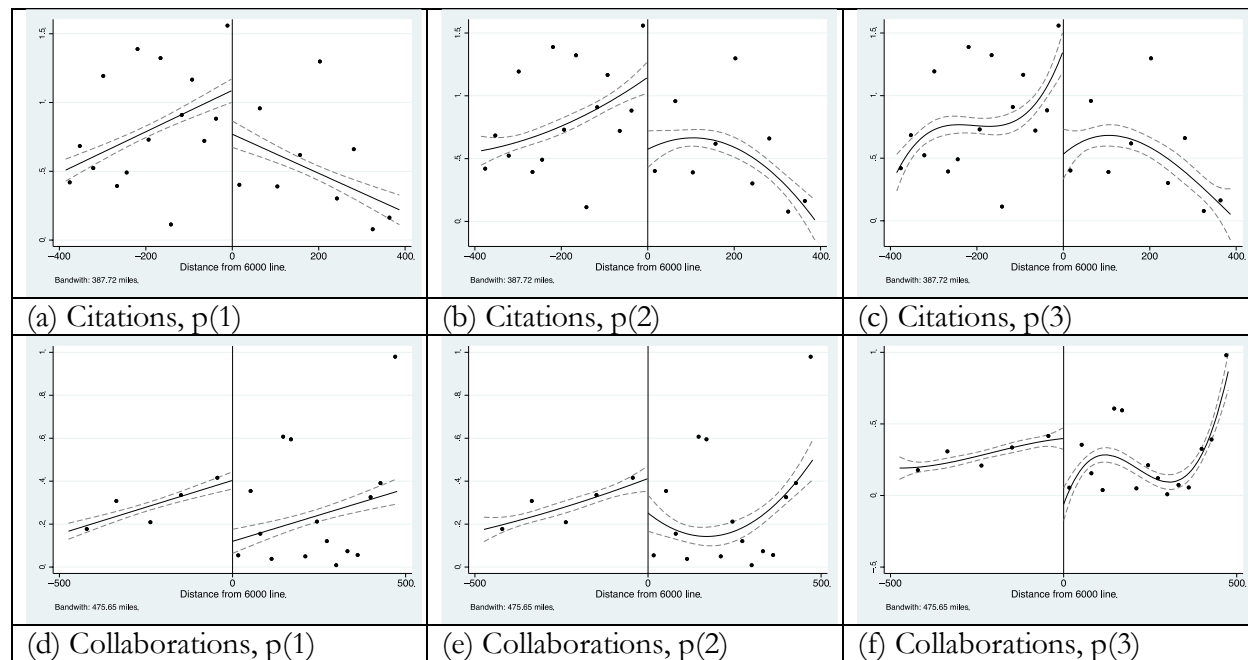 1.5.
1.
.5.
0.
−400 −200 0 200. 400.
Distance from 6000 line.
Bandwith: 387.72 miles.
(a) Citations, p(1)
1.5.
1.
.5.
0.
−400 −200 0 200. 400.
Distance from 6000 line.
Bandwith: 387.72 miles.
(b) Citations, p(2)
1.5.
1.
.5.
0.
−400 −200 0 200. 400.
Distance from 6000 line.
Bandwith: 387.72 miles.
(c) Citations, p(3)
1.
.8.
.6.
.4.
.2.
0.
−500 0 500.
Distance from 6000 line.
Bandwith: 475.65 miles.
(d) Collaborations, p(1)
1.
.8.
.6.
.4.
.2.
0.
−500 0 500.
Distance from 6000 line.
Bandwith: 475.65 miles.
(e) Collaborations, p(2)
1.
.5.
0.
−.5.
−500 0 500.
Distance from 6000 line.
Bandwith: 475.65 miles.
(f) Collaborations, p(3)